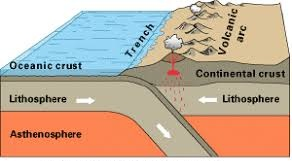 Trench
Volcanic
arc
Oceanic crust
Continental crust
Lithosphere
Lithosphere
Asthenosphere